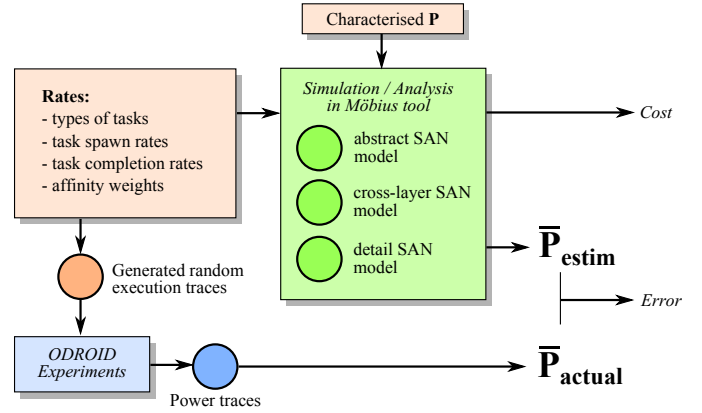 Characterised P
Rates:
- types of tasks
- task spawn rates
- task completion rates
- affinity weights
Simulation / Analysis
in Möbius tool
abstract SAN
model
cross-layer SAN
model
detail SAN
model
Cost
P̅estim
Error
Generated random
execution traces
ODROID
Experiments
Power traces
P̅actual